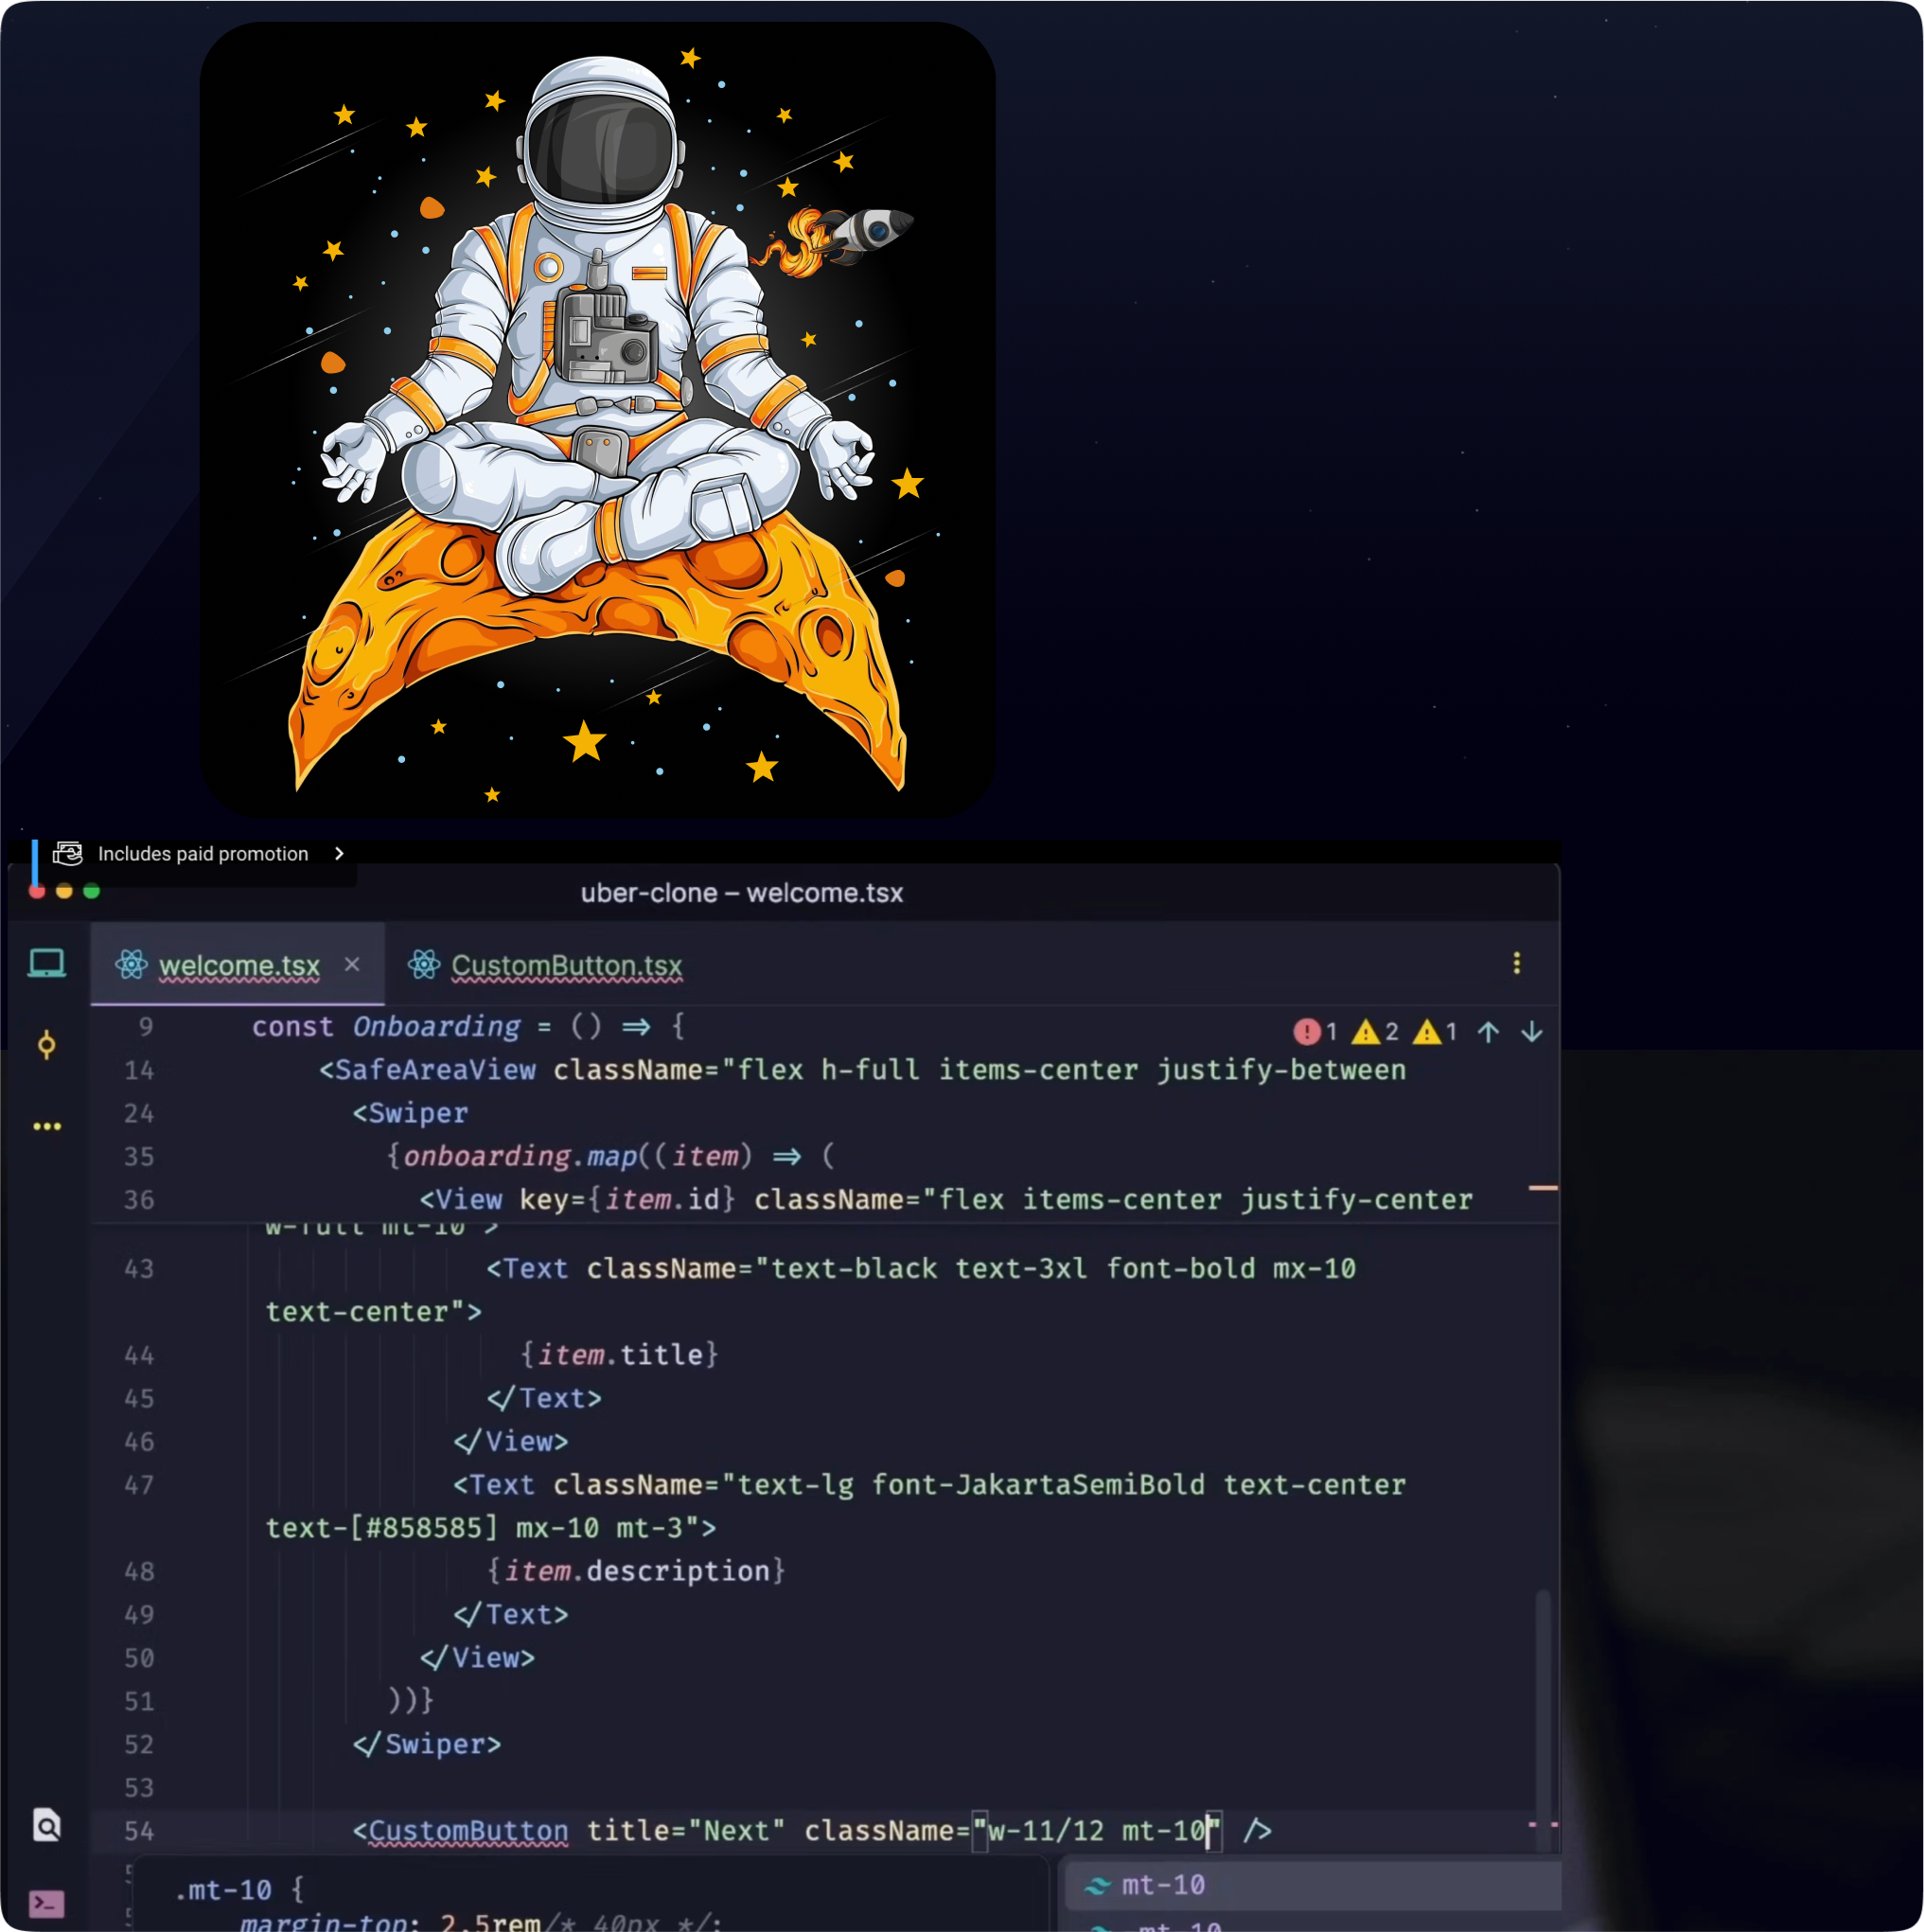 Includes paid promotion
uber-clone – welcome.tsx
welcome.tsx
CustomButton.tsx
9 const Onboarding = () => {
1 2 1
14 <SafeAreaView className="flex h-full items-center justify-between
24 <Swiper
35 {onboarding.map((item) => (
36 <View key={item.id} className="flex items-center justify-center
w-full mt-10">
43 <Text className="text-black text-3xl font-bold mx-10
text-center">
44 {item.title}
45 </Text>
46 </View>
47 <Text className="text-lg font-JakartaSemiBold text-center
text-[#858585] mx-10 mt-3">
48 {item.description}
49 </Text>
50 </View>
51 ))}
52 </Swiper>
53
54 <CustomButton title="Next" className="w-11/12 mt-10" />
.mt-10 {
margin-top: 2.5rem/* 40px */;
mt-10